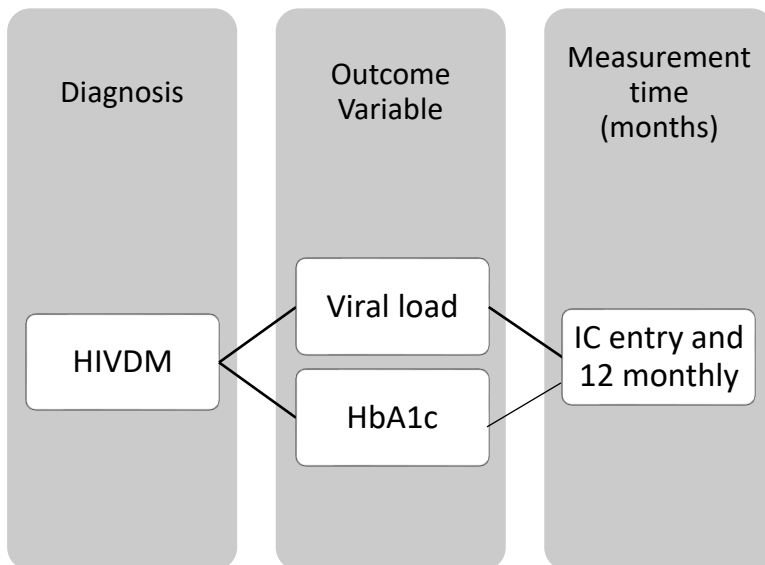 Diagnosis
Outcome
Variable
Measurement
time
(months)
HIVDM
Viral load
HbA1c
IC entry and
12 monthly